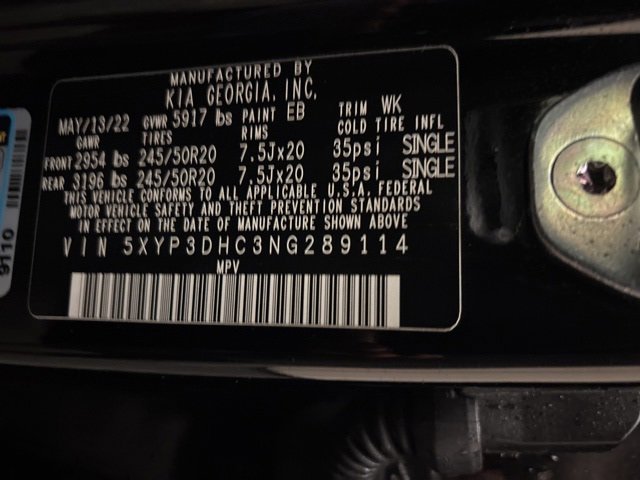 MANUFACTURED BY
KIA GEORGIA, INC.
MAY/13/22 GVWR 5917 lbs PAINT EB TRIM WK
GAWR TIRES RIMS COLD TIRE INFL
FRONT 2954 lbs 245/50R20 7.5Jx20 35psi SINGLE
REAR 3196 lbs 245/50R20 7.5Jx20 35psi SINGLE
THIS VEHICLE CONFORMS TO ALL APPLICABLE U.S.A. FEDERAL
MOTOR VEHICLE SAFETY AND THEFT PREVENTION STANDARDS
IN EFFECT ON THE DATE OF MANUFACTURE SHOWN ABOVE
VIN 5XYP3DHC3NG289114
MPV
9110